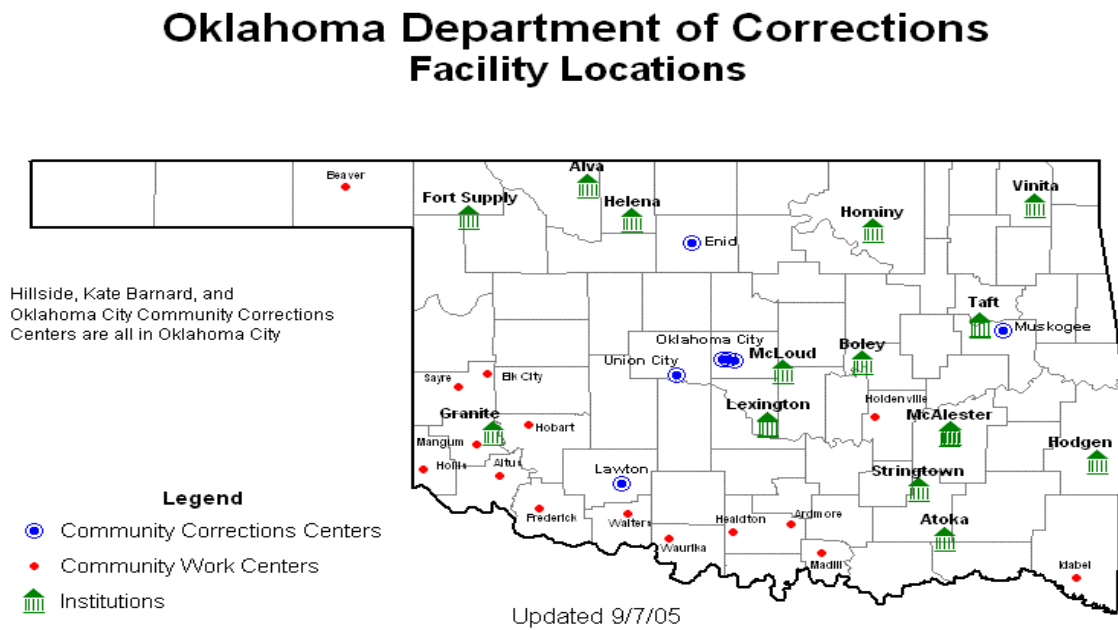 Oklahoma Department of Corrections
Facility Locations
Beaver
Alva
Fort Supply
Helena
Vinita
Hominy
Enid
Hillside, Kate Barnard, and
Oklahoma City Community Corrections
Centers are all in Oklahoma City
Taft
Muskogee
Oklahoma City
Union City
McLoud
Boley
Sayre
Elk City
Holdenville
Lexington
McAlester
Granite
Hobart
Mangum
Hodgen
Hollis
Altus
Lawton
Stringtown
Legend
Community Corrections Centers
Frederick
Walters
Healdton
Ardmore
Atoka
Waurika
Madill
Idabel
Community Work Centers
Institutions
Updated 9/7/05